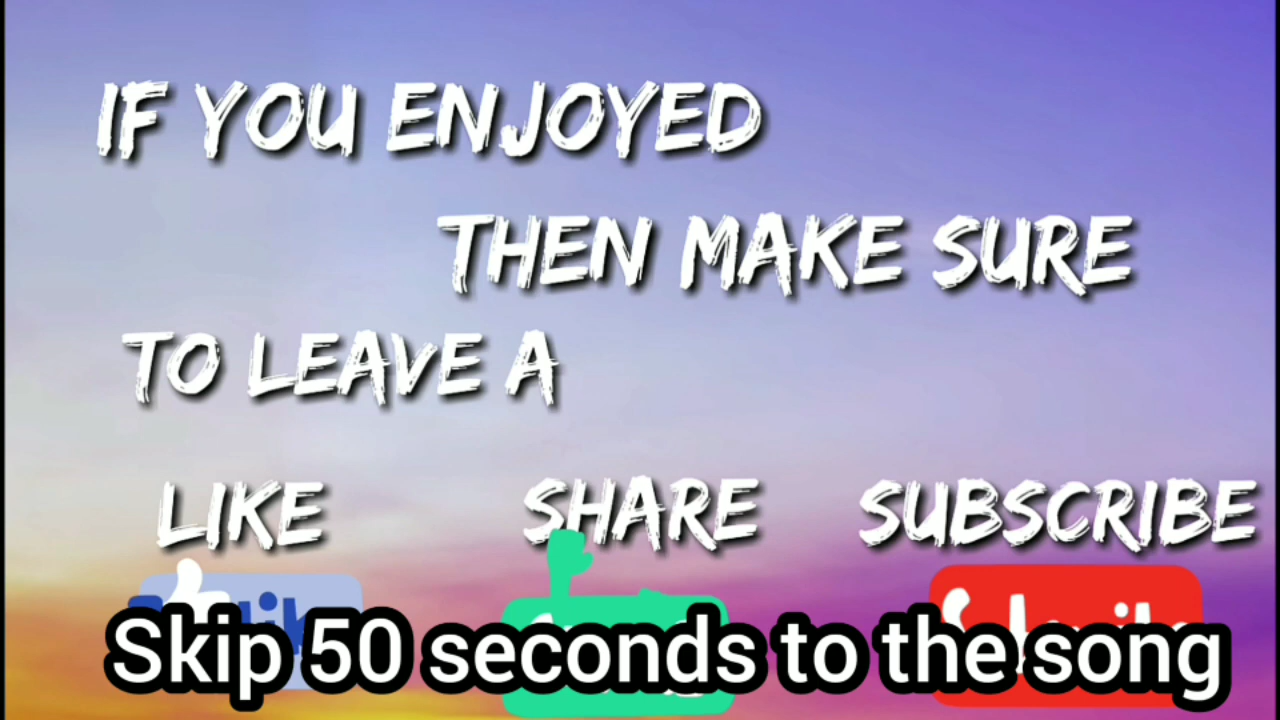 IF YOU ENJOYED
THEN MAKE SURE
TO LEAVE A
LIKE SHARE SUBSCRIBE
Skip 50 seconds to the song